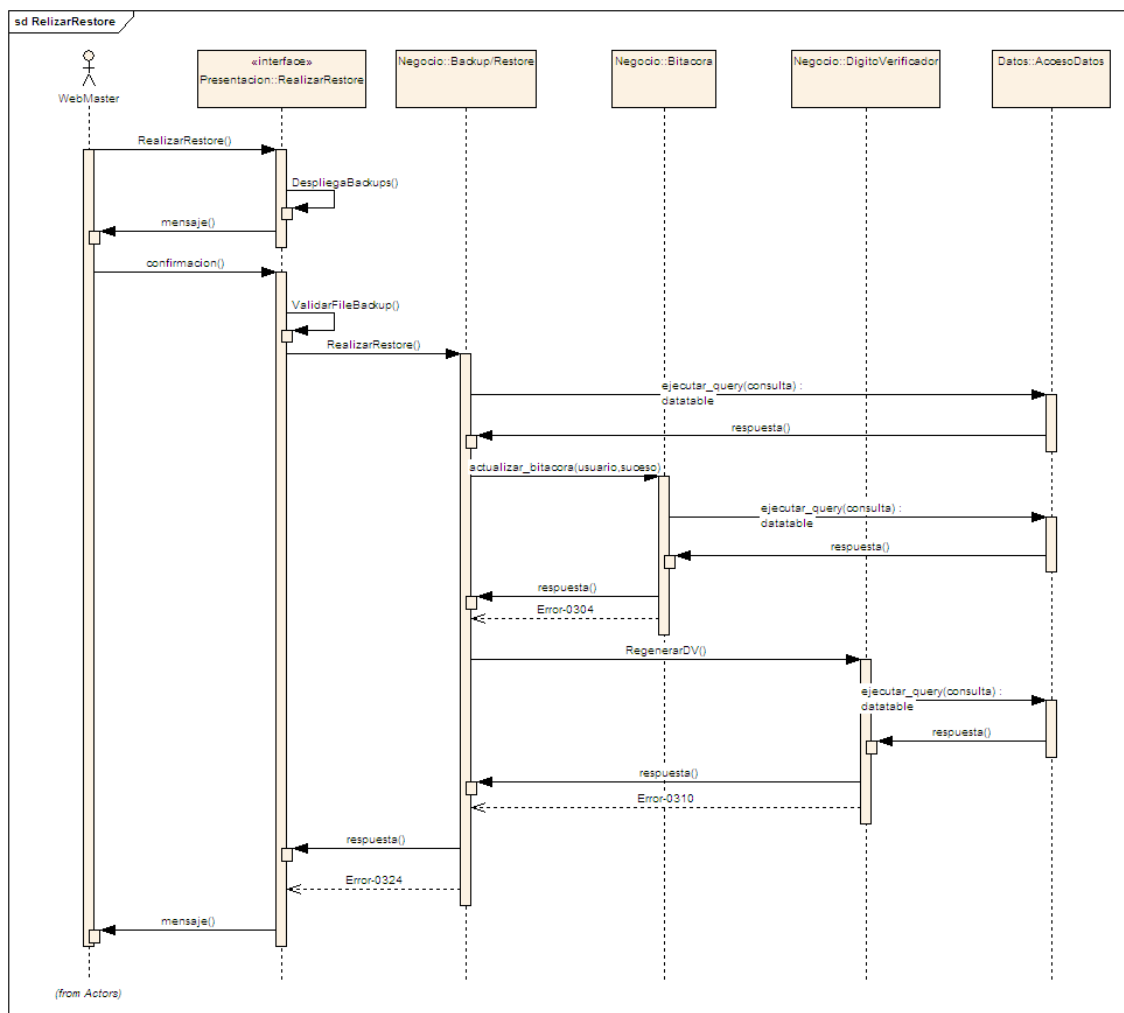 sd RelizarRestore
WebMaster
«interface»
Presentacion::RealizarRestore
Negocio::Backup/Restore
Negocio::Bitacora
Negocio::DigitoVerificador
Datos::AccesoDatos
RealizarRestore()
DespliegaBackups()
mensaje()
confirmacion()
ValidarFileBackup()
RealizarRestore()
ejecutar_query(consulta) :
datatable
respuesta()
actualizar_bitacora(usuario,suceso)
ejecutar_query(consulta) :
datatable
respuesta()
respuesta()
Error-0304
RegenerarDV()
ejecutar_query(consulta) :
datatable
respuesta()
respuesta()
Error-0310
respuesta()
Error-0324
mensaje()
(from Actors)